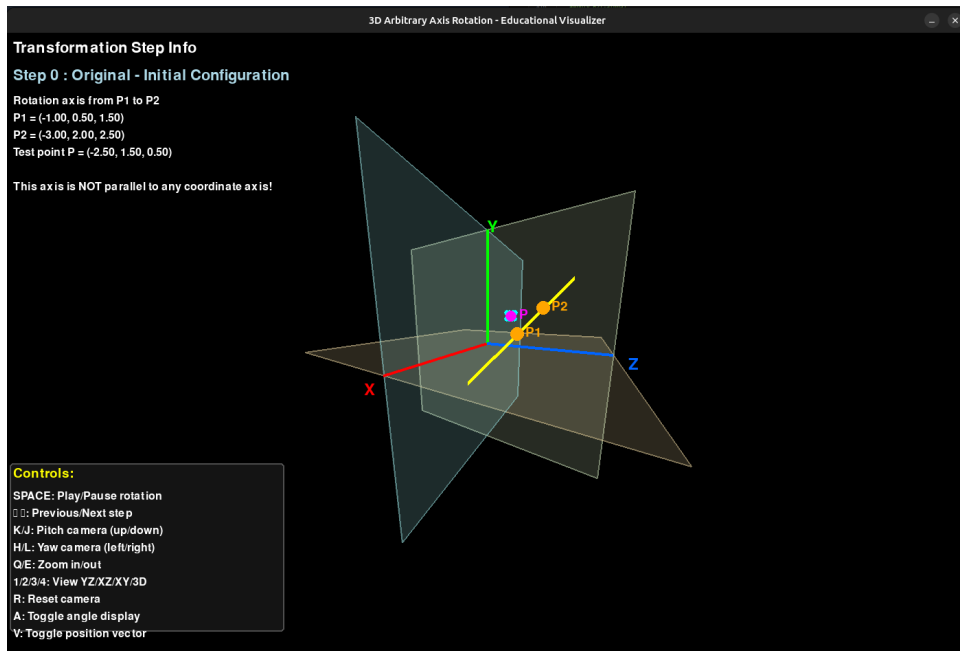 3D Arbitrary Axis Rotation - Educational Visualizer
Transformation Step Info
Step 0 : Original - Initial Configuration
Rotation axis from P1 to P2
P1 = (-1.00, 0.50, 1.50)
P2 = (-3.00, 2.00, 2.50)
Test point P = (-2.50, 1.50, 0.50)
This axis is NOT parallel to any coordinate axis!
Y
P
P2
P1
Z
X
Controls:
SPACE: Play/Pause rotation
▯ ▯: Previous/Next step
K/J: Pitch camera (up/down)
H/L: Yaw camera (left/right)
Q/E: Zoom in/out
1/2/3/4: View YZ/XZ/XY/3D
R: Reset camera
A: Toggle angle display
V: Toggle position vector